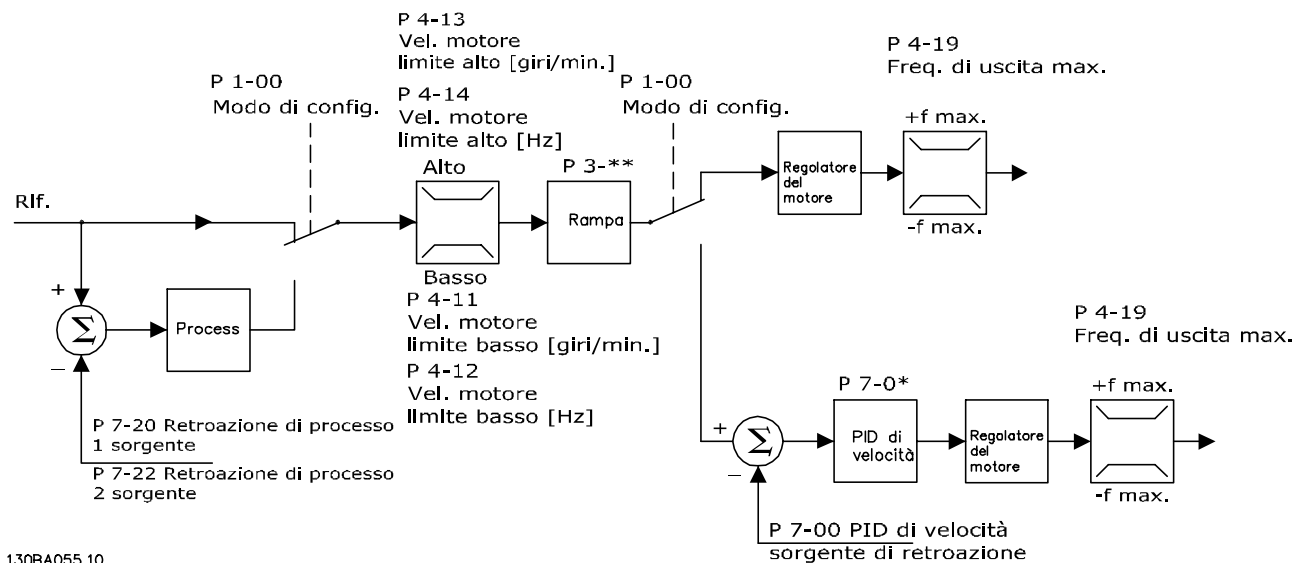 P 4-13
Vel. motore
limite alto [giri/min.]
P 4-19
Freq. di uscita max.
P 1-00
Modo di config.
P 4-14
Vel. motore
limite alto [Hz]
P 1-00
Modo di config.
+f max.
Alto
P 3-**
Regolatore
del
motore
RIf.
Rampa
-f max.
Basso
+
Σ
Process
−
P 4-11
Vel. motore
limite basso [giri/min.]
P 4-12
Vel. motore
lImIte basso [Hz]
P 4-19
Freq. di uscita max.
P 7-20 Retroazione di processo
1 sorgente
P 7-22 Retroazione di processo
2 sorgente
P 7-0*
+f max.
+
Σ
−
PID di
velocità
Regolatore
del
motore
-f max.
P 7-00 PID di velocità
sorgente di retroazione
130BA055.10